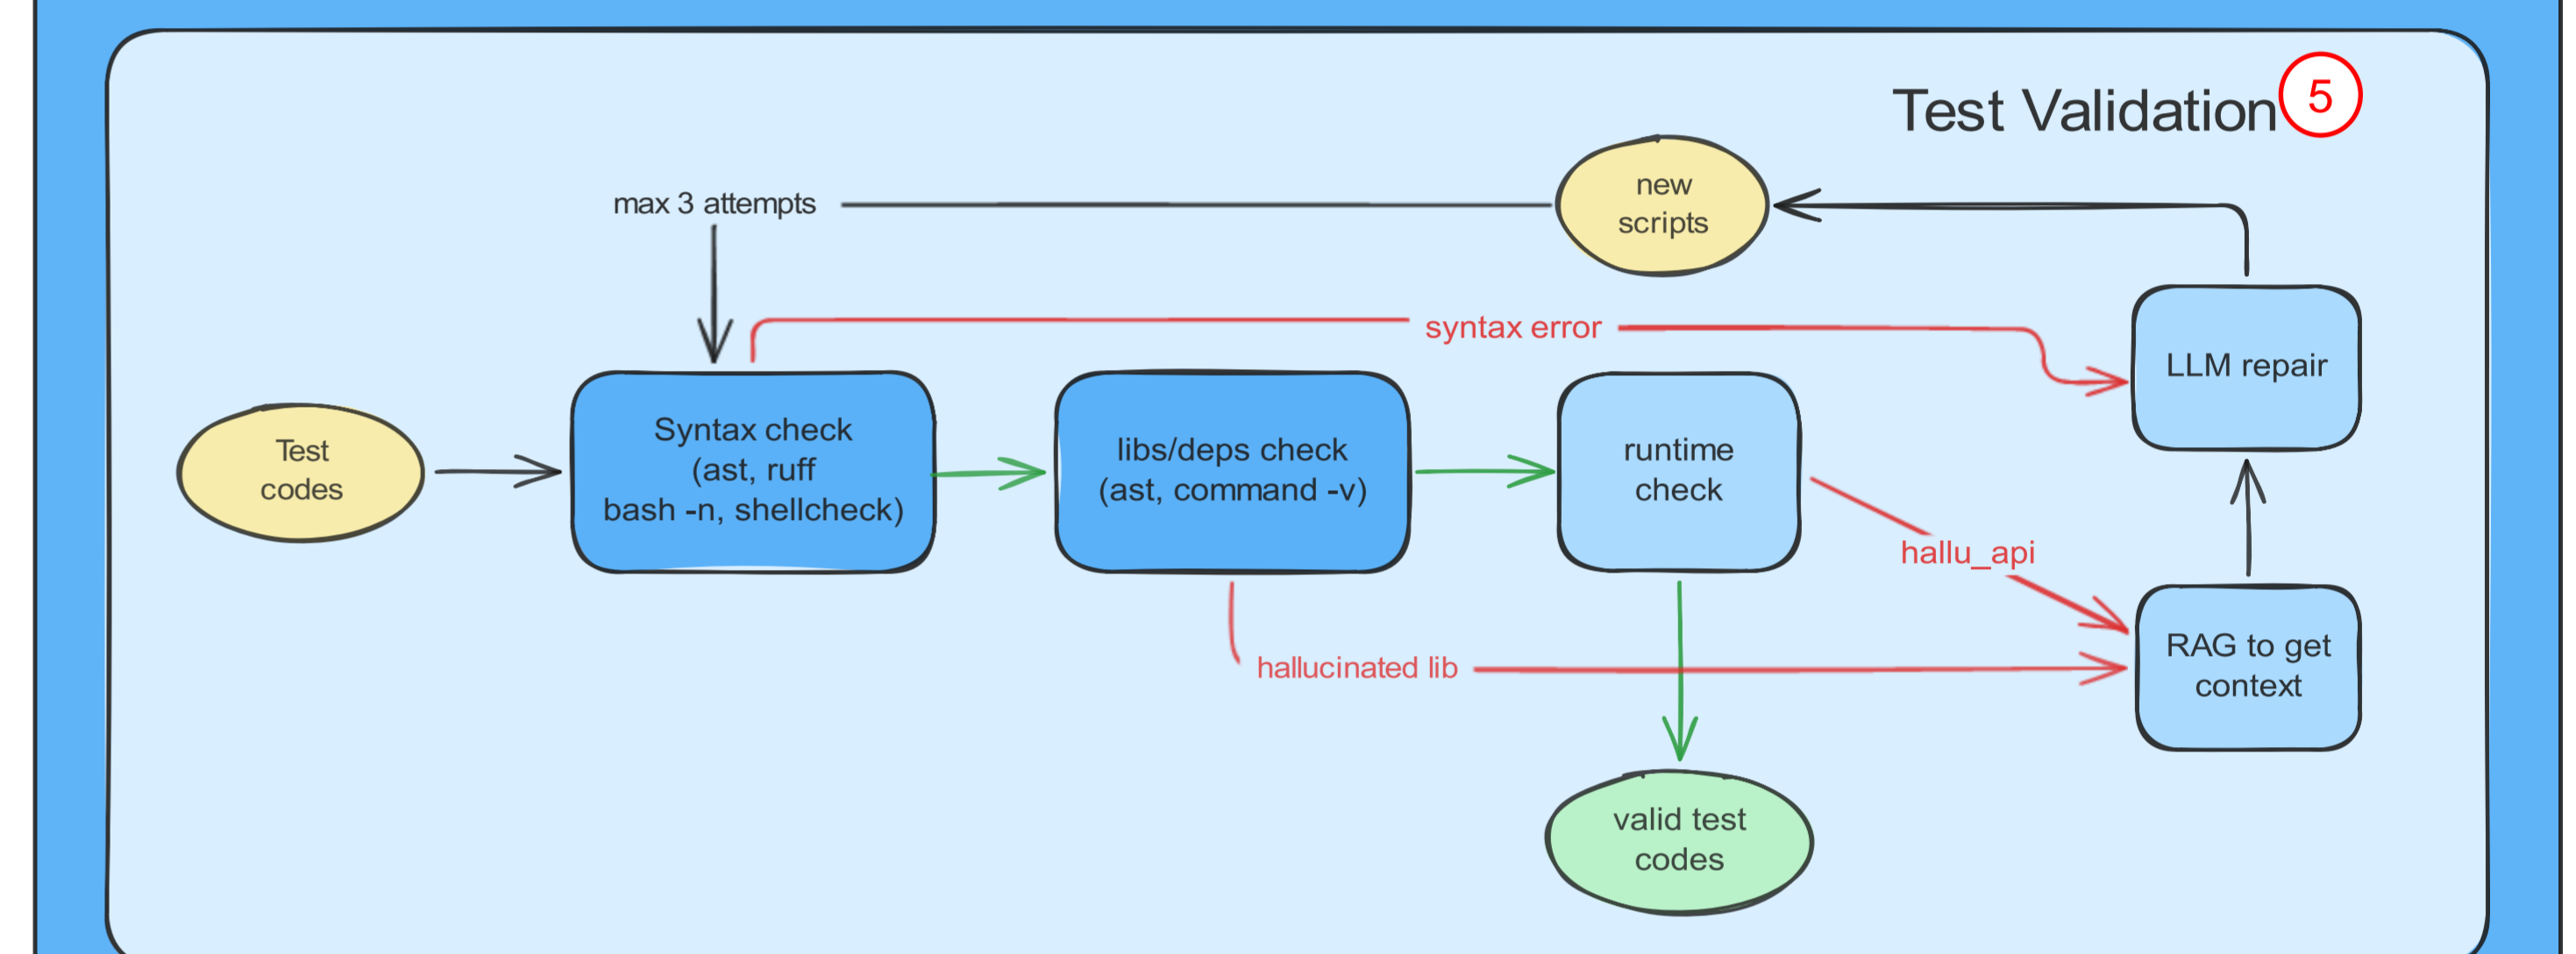 Test Validation
5
new
scripts
max 3 attempts
syntax error
LLM repair
Test
codes
Syntax check
(ast, ruff
bash -n, shellcheck)
libs/deps check
(ast, command -v)
runtime
check
hallu_api
hallucinated lib
RAG to get
context
valid test
codes